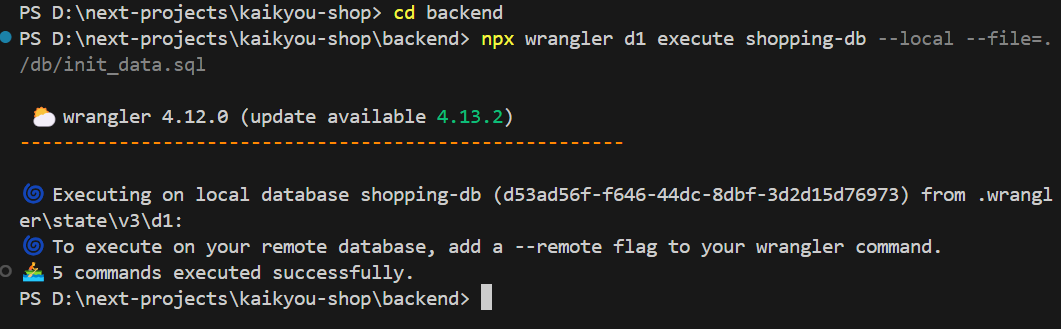 PS D:\next-projects\kaikyou-shop> cd backend
PS D:\next-projects\kaikyou-shop\backend> npx wrangler d1 execute shopping-db --local --file=.
/db/init_data.sql
⛅ wrangler 4.12.0 (update available 4.13.2)
-------------------------------------------------------
🌀 Executing on local database shopping-db (d53ad56f-f646-44dc-8dbf-3d2d15d76973) from .wrangl
er\state\v3\d1:
🌀 To execute on your remote database, add a --remote flag to your wrangler command.
🚣 5 commands executed successfully.
PS D:\next-projects\kaikyou-shop\backend>